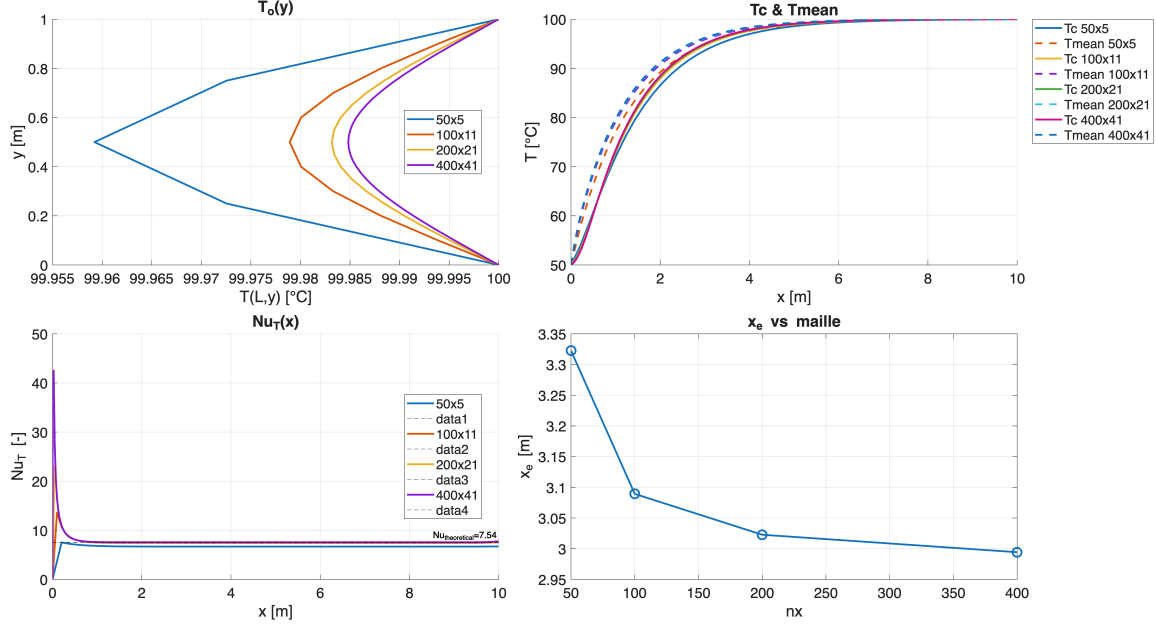 T_o(y)
1
0.8
0.6
0.4
0.2
0
y [m]
99.955 99.96 99.965 99.97 99.975 99.98 99.985 99.99 99.995 100
T(L,y) [°C]
50x5
100x11
200x21
400x41
Tc & Tmean
100
90
80
70
60
50
T [°C]
0 2 4 6 8 10
x [m]
Tc 50x5
Tmean 50x5
Tc 100x11
Tmean 100x11
Tc 200x21
Tmean 200x21
Tc 400x41
Tmean 400x41
Nu_T(x)
50
40
30
20
10
0
Nu_T [-]
0 2 4 6 8 10
x [m]
50x5
data1
100x11
data2
200x21
data3
400x41
data4
Nu_theoretical=7.54
x_e vs maille
3.35
3.3
3.25
3.2
3.15
3.1
3.05
3
2.95
x_e [m]
50 100 150 200 250 300 350 400
nx